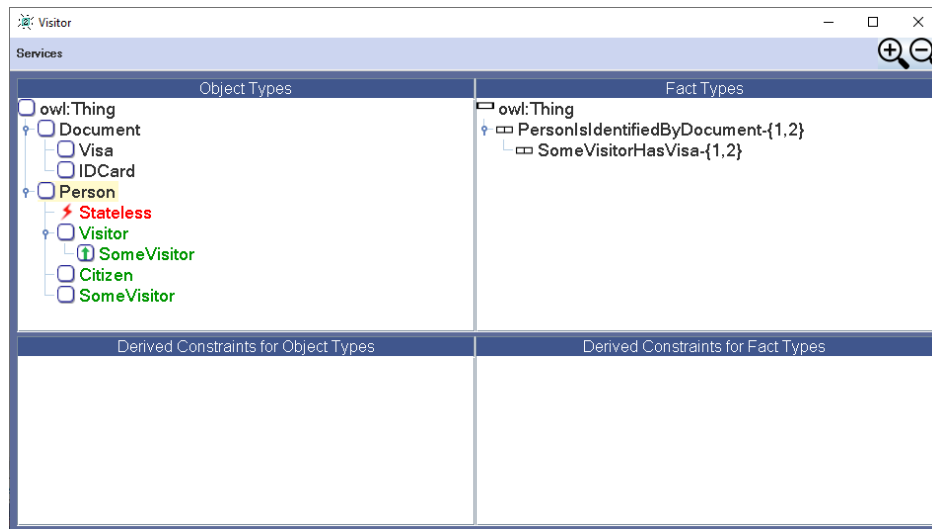 Visitor
Services
Object Types
owl:Thing
Document
Visa
IDCard
Person
Stateless
Visitor
SomeVisitor
Citizen
SomeVisitor
Fact Types
owl:Thing
PersonIsIdentifiedByDocument-{1,2}
SomeVisitorHasVisa-{1,2}
Derived Constraints for Object Types
Derived Constraints for Fact Types